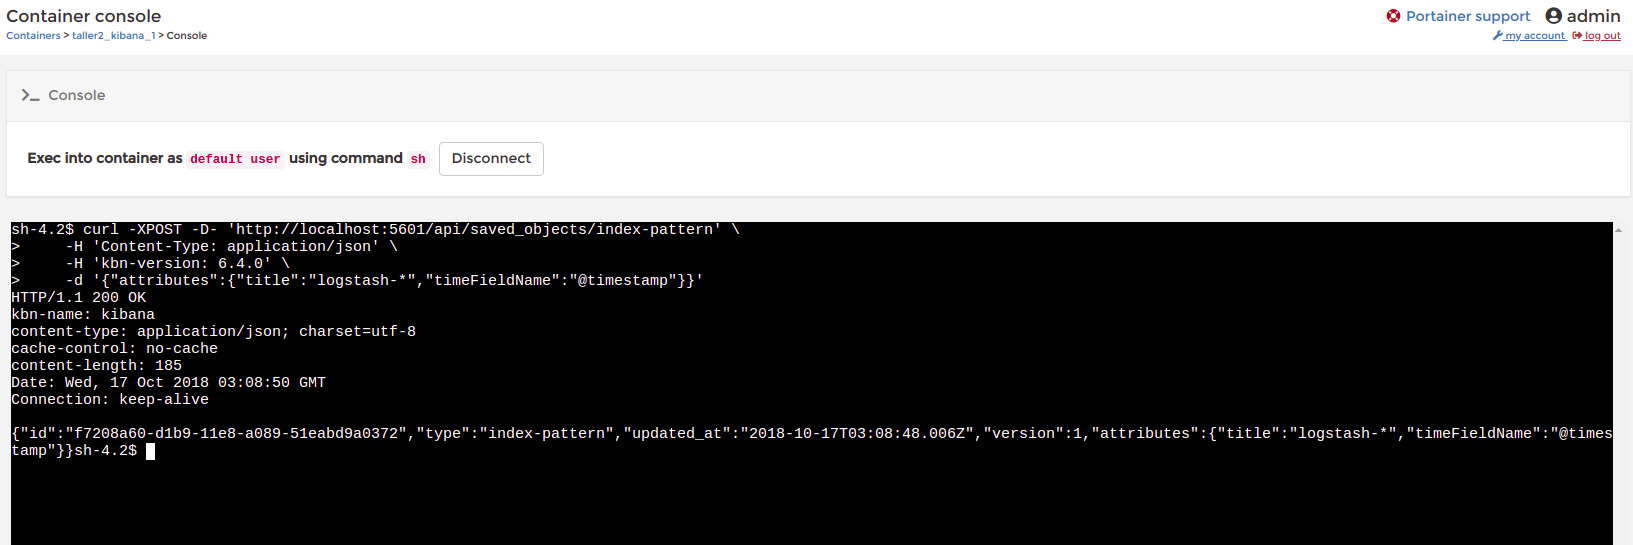 Container console
Portainer support admin
Containers > taller2_kibana_1 > Console
my account log out
>_ Console
Exec into container as default user using command sh Disconnect
sh-4.2$ curl -XPOST -D- 'http://localhost:5601/api/saved_objects/index-pattern' \
>     -H 'Content-Type: application/json' \
>     -H 'kbn-version: 6.4.0' \
>     -d '{"attributes":{"title":"logstash-*","timeFieldName":"@timestamp"}}'
HTTP/1.1 200 OK
kbn-name: kibana
content-type: application/json; charset=utf-8
cache-control: no-cache
content-length: 185
Date: Wed, 17 Oct 2018 03:08:50 GMT
Connection: keep-alive
{"id":"f7208a60-d1b9-11e8-a089-51eabd9a0372","type":"index-pattern","updated_at":"2018-10-17T03:08:48.006Z","version":1,"attributes":{"title":"logstash-*","timeFieldName":"@times
tamp"}}sh-4.2$